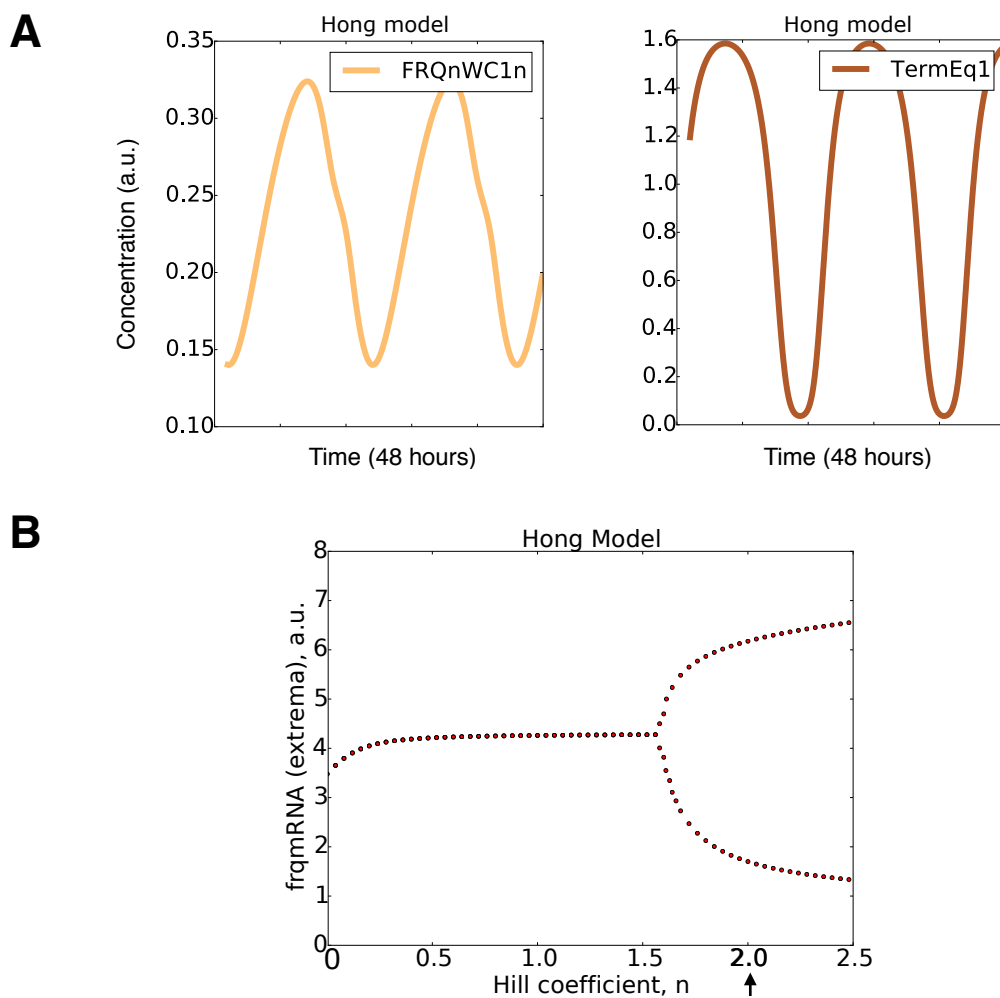 A
Hong model
0.35
0.30
0.25
0.20
0.15
0.10
FRQnWC1n
Concentration (a.u.)
Time (48 hours)
Hong model
1.6
1.4
1.2
1.0
0.8
0.6
0.4
0.2
0.0
TermEq1
Time (48 hours)
B
Hong Model
8
7
6
5
4
3
2
1
0
frqmRNA (extrema), a.u.
0 0.5 1.0 1.5 2.0 2.5
Hill coefficient, n